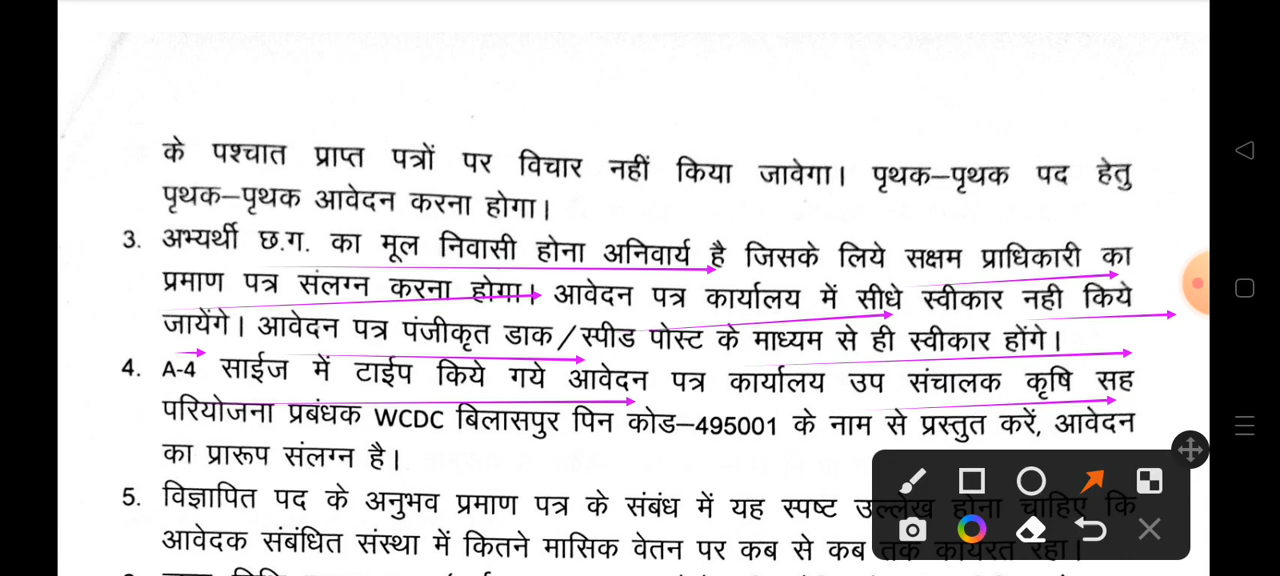 के पश्चात प्राप्त पत्रों पर विचार नहीं किया जावेगा। पृथक–पृथक पद हेतु
पृथक–पृथक आवेदन करना होगा।
3. अभ्यर्थी छ.ग. का मूल निवासी होना अनिवार्य है जिसके लिये सक्षम प्राधिकारी का
प्रमाण पत्र संलग्न करना होगा। आवेदन पत्र कार्यालय में सीधे स्वीकार नही किये
जायेंगे। आवेदन पत्र पंजीकृत डाक/स्पीड पोस्ट के माध्यम से ही स्वीकार होंगे।
4. A-4 साईज में टाईप किये गये आवेदन पत्र कार्यालय उप संचालक कृषि सह
परियोजना प्रबंधक WCDC बिलासपुर पिन कोड–495001 के नाम से प्रस्तुत करें, आवेदन
का प्रारूप संलग्न है।
5. विज्ञापित पद के अनुभव प्रमाण पत्र के संबंध में यह स्पष्ट उल्लेख होना चाहिए कि
आवेदक संबंधित संस्था में कितने मासिक वेतन पर कब से कब तक कार्यरत रहा।